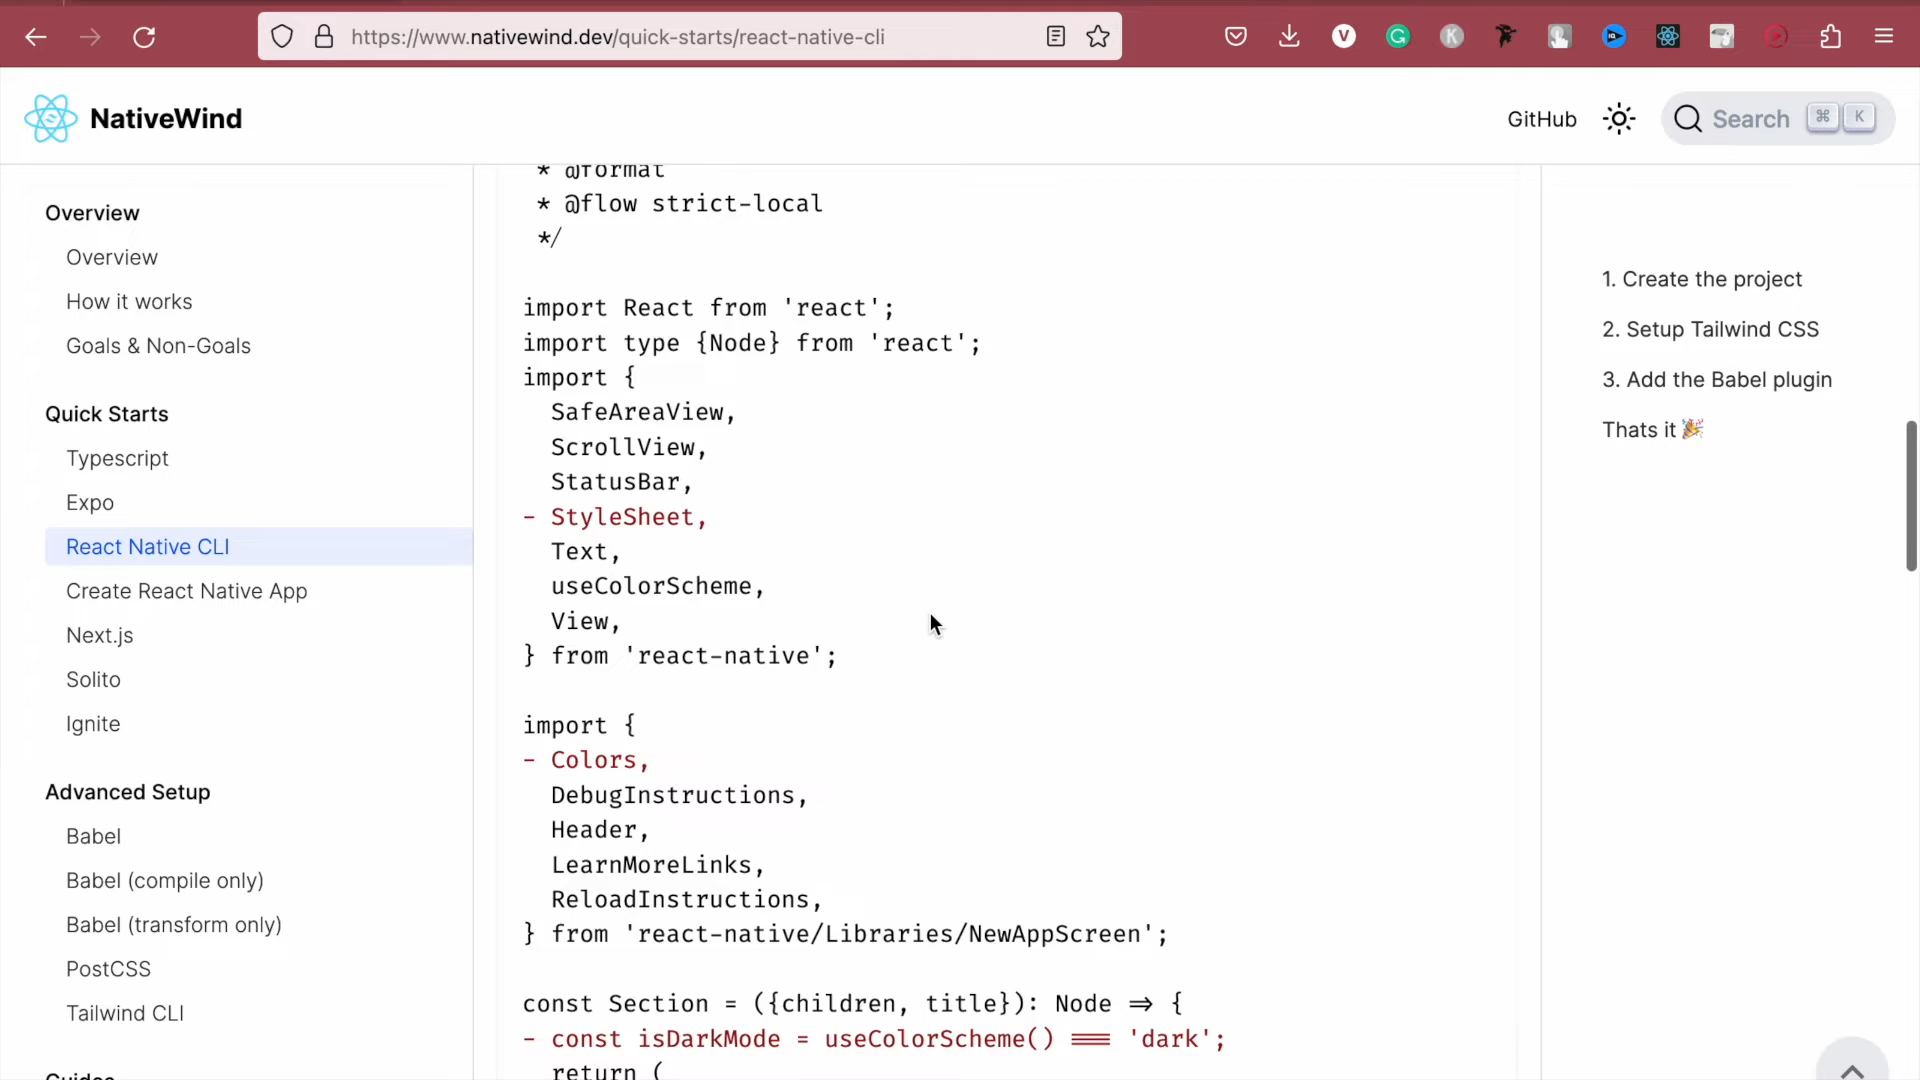 https://www.nativewind.dev/quick-starts/react-native-cli
V
G
K
NativeWind
GitHub
Search
⌘
K
Overview
Overview
How it works
Goals & Non-Goals
Quick Starts
Typescript
Expo
React Native CLI
Create React Native App
Next.js
Solito
Ignite
Advanced Setup
Babel
Babel (compile only)
Babel (transform only)
PostCSS
Tailwind CLI
Guides
* @format
* @flow strict-local
*/
import React from 'react';
import type {Node} from 'react';
import {
SafeAreaView,
ScrollView,
StatusBar,
- StyleSheet,
Text,
useColorScheme,
View,
} from 'react-native';
import {
- Colors,
DebugInstructions,
Header,
LearnMoreLinks,
ReloadInstructions,
} from 'react-native/Libraries/NewAppScreen';
const Section = ({children, title}): Node => {
- const isDarkMode = useColorScheme() === 'dark';
return (
1. Create the project
2. Setup Tailwind CSS
3. Add the Babel plugin
Thats it 🎉